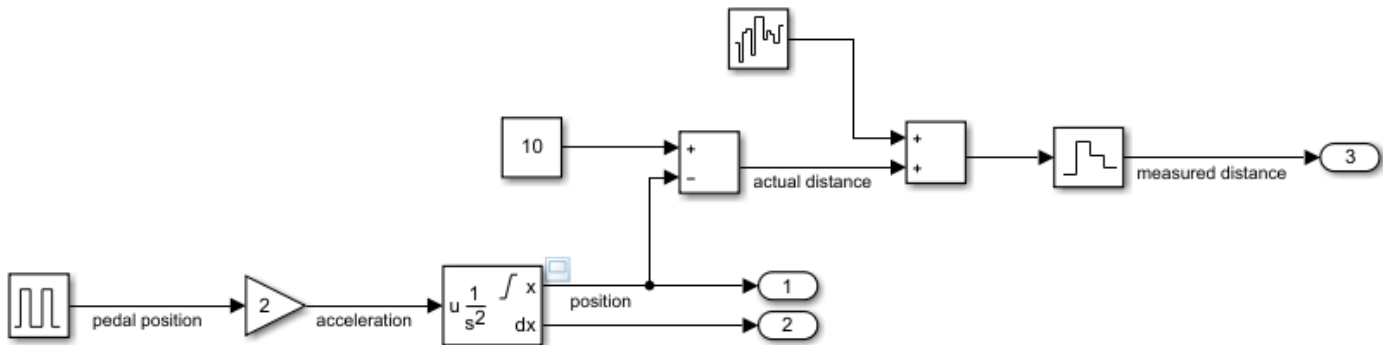 10
+
−
actual distance
+
+
measured distance
3
pedal position
2
acceleration
u 1/s²
x
dx
position
1
2